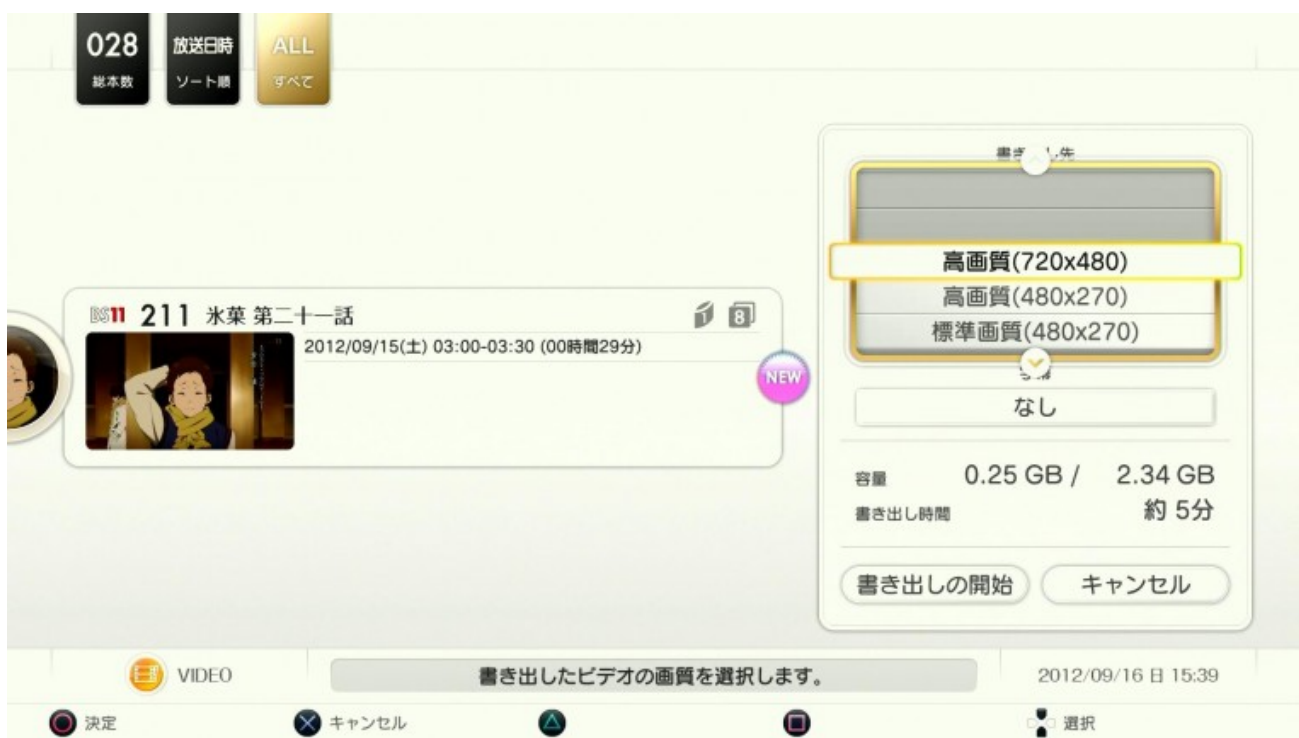 028
総本数
放送日時
ソート順
ALL
すべて
BS11 211 氷菓 第二十一話
1
8
2012/09/15(土) 03:00-03:30 (00時間29分)
NEW
高画質(720x480)
高画質(480x270)
標準画質(480x270)
なし
容量 0.25 GB / 2.34 GB
書き出し時間 約 5分
書き出しの開始
キャンセル
VIDEO
書き出したビデオの画質を選択します。
2012/09/16 日 15:39
決定
キャンセル
選択